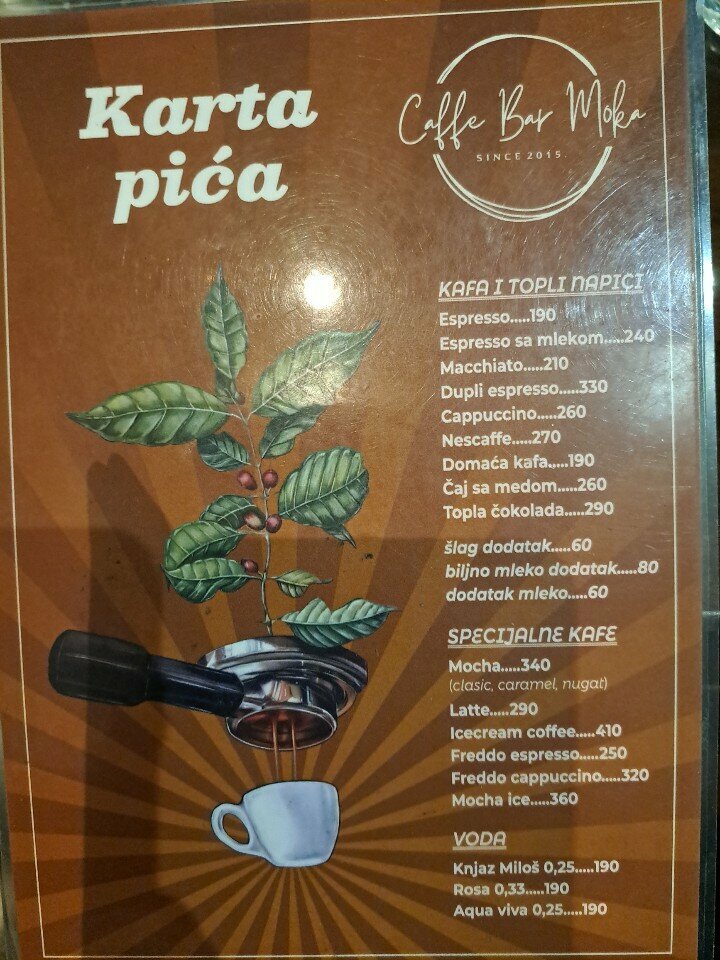 Karta
pića
Caffe Bar Moka
SINCE 2015.
KAFA I TOPLI NAPICI
Espresso.....190
Espresso sa mlekom.....240
Macchiato.....210
Dupli espresso.....330
Cappuccino.....260
Nescaffe.....270
Domaća kafa.....190
Čaj sa medom.....260
Topla čokolada.....290
šlag dodatak.....60
biljno mleko dodatak.....80
dodatak mleko.....60
SPECIJALNE KAFE
Mocha.....340
(clasic, caramel, nugat)
Latte.....290
Icecream coffee.....410
Freddo espresso.....250
Freddo cappuccino.....320
Mocha ice.....360
VODA
Knjaz Miloš 0,25.....190
Rosa 0,33.....190
Aqua viva 0,25.....190